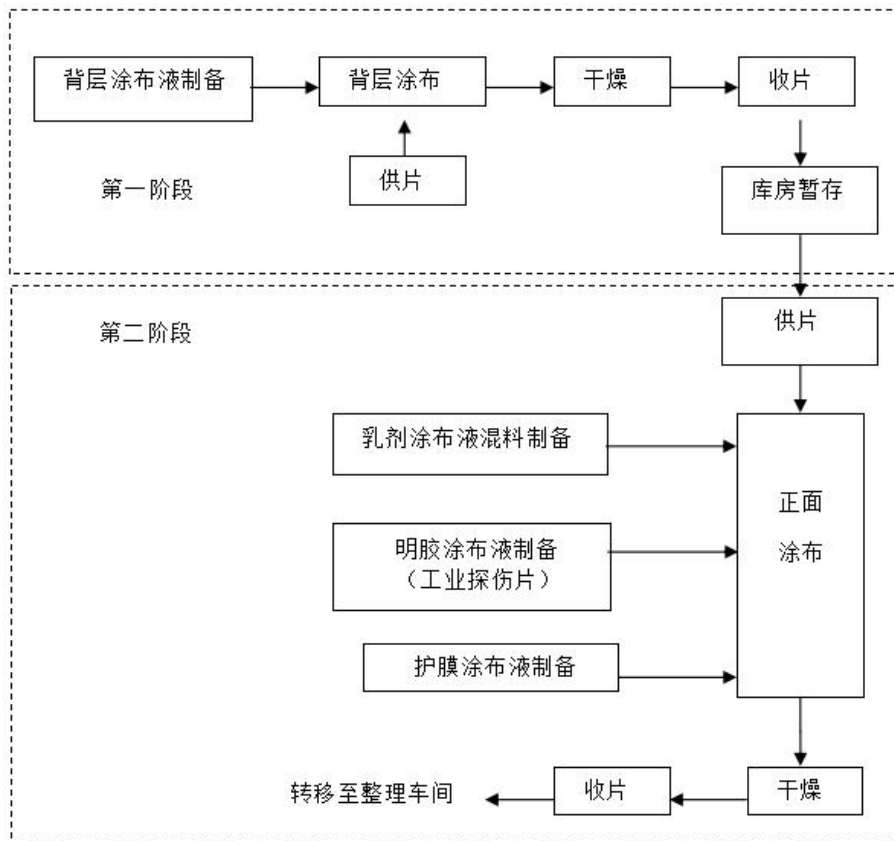 背层涂布液制备
背层涂布
干燥
收片
供片
第一阶段
库房暂存
第二阶段
供片
乳剂涂布液混料制备
正面
涂布
明胶涂布液制备
（工业探伤片）
护膜涂布液制备
转移至整理车间
收片
干燥